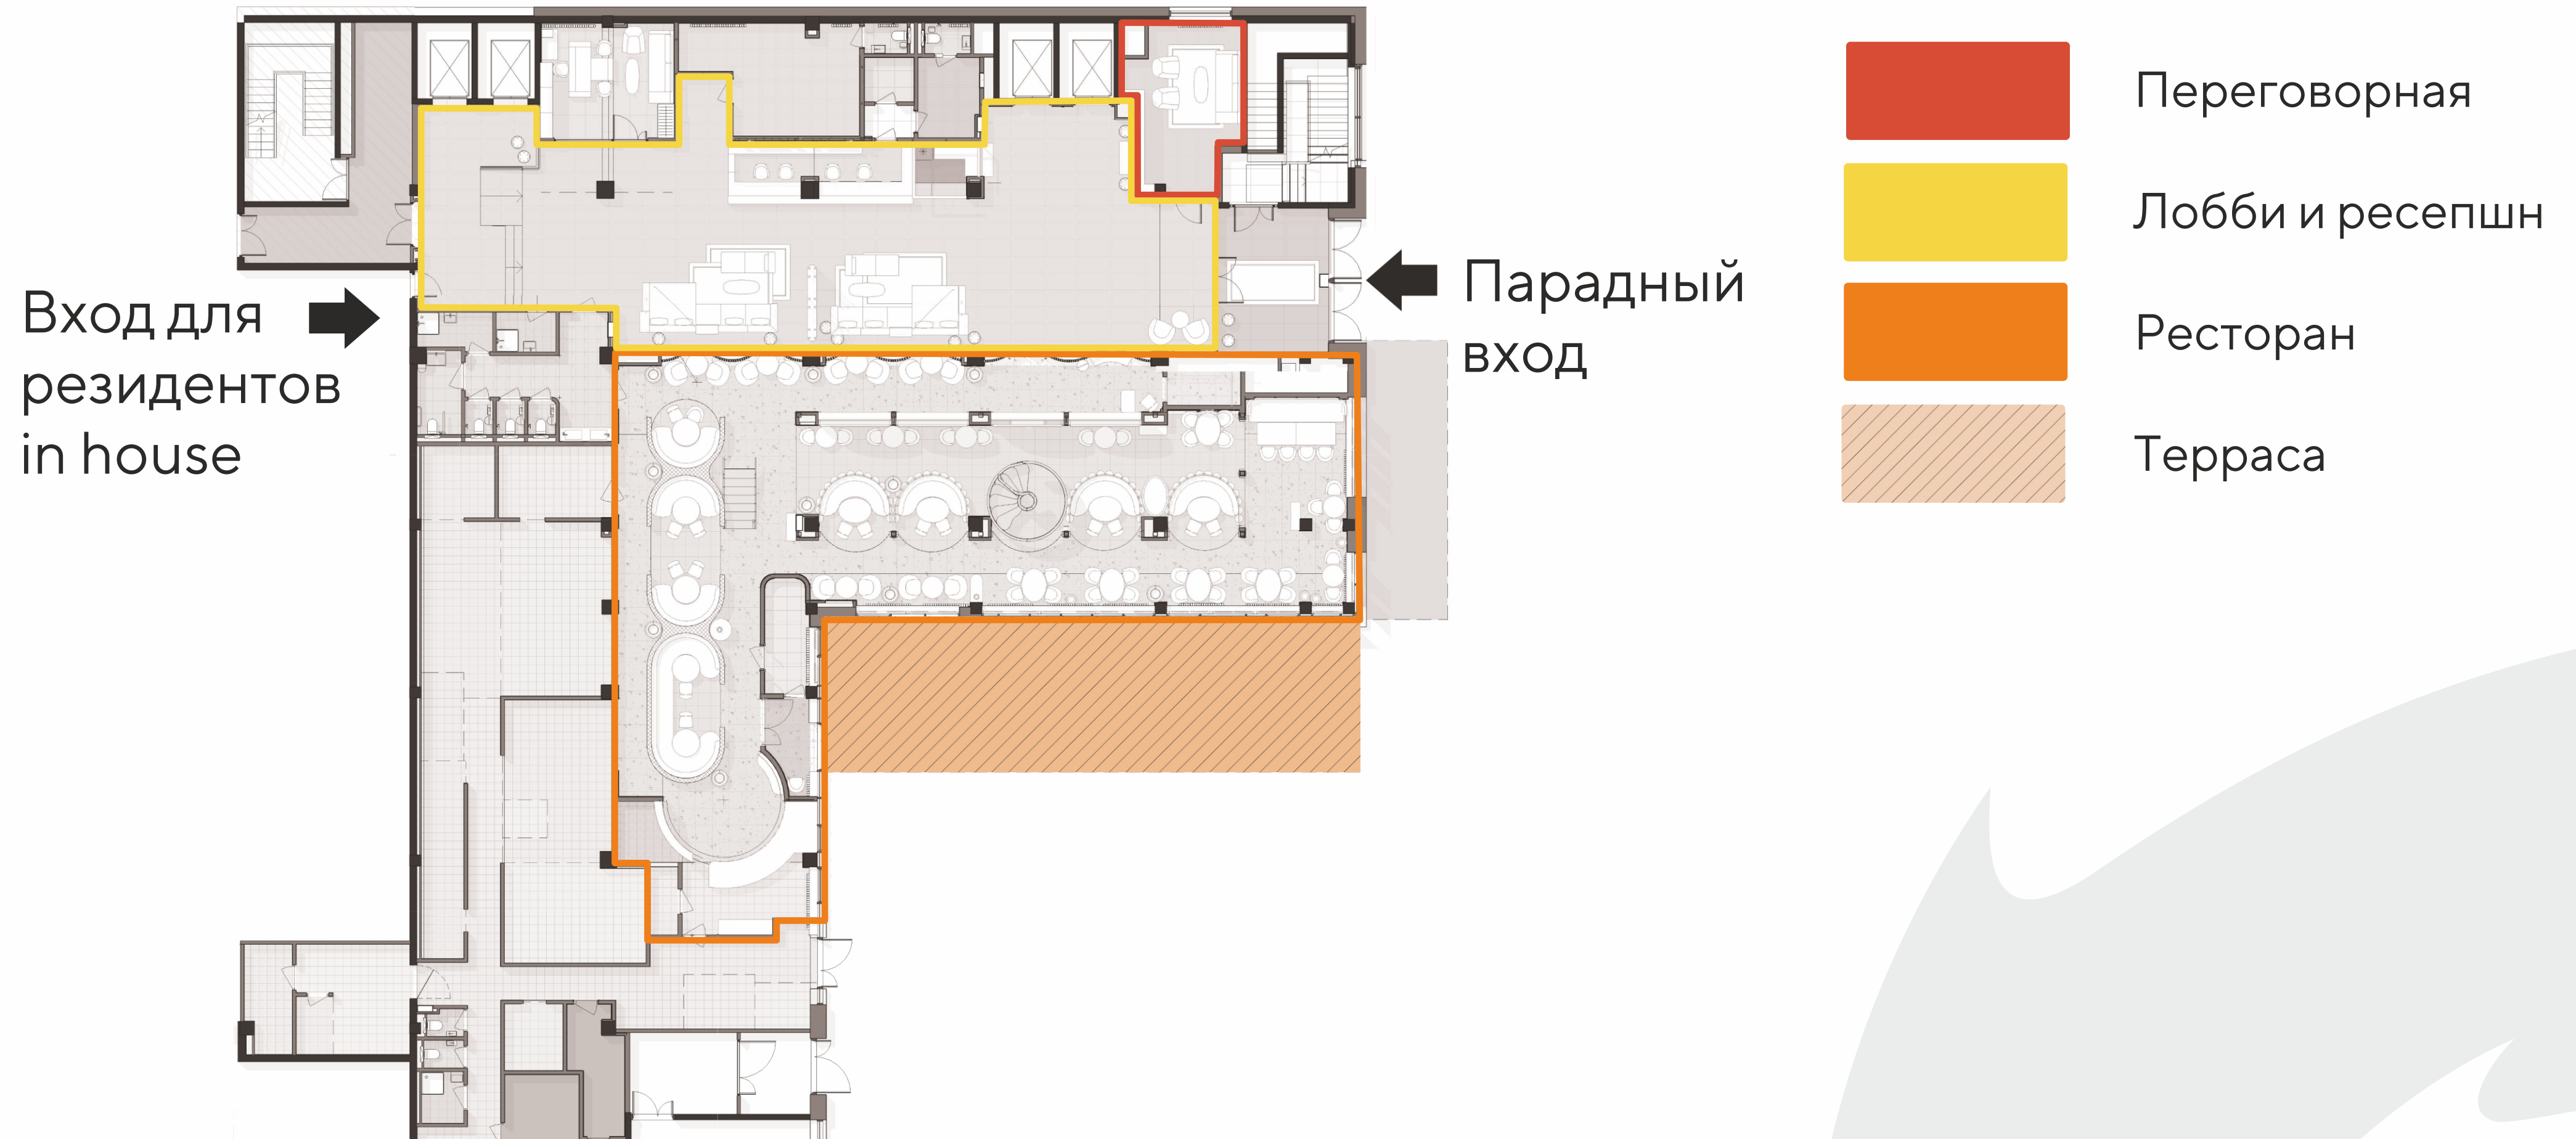 Вход для
резидентов
in house
Парадный
вход
Переговорная
Лобби и ресепшн
Ресторан
Терраса